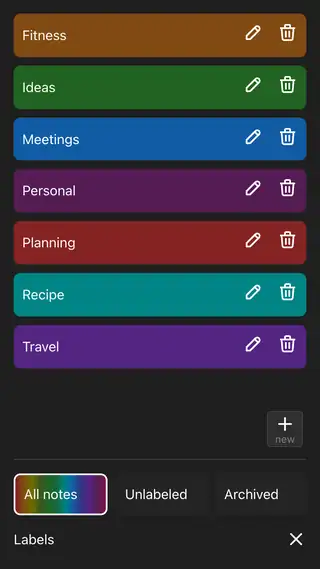 Fitness
Ideas
Meetings
Personal
Planning
Recipe
Travel
new
All notes
Unlabeled
Archived
Labels